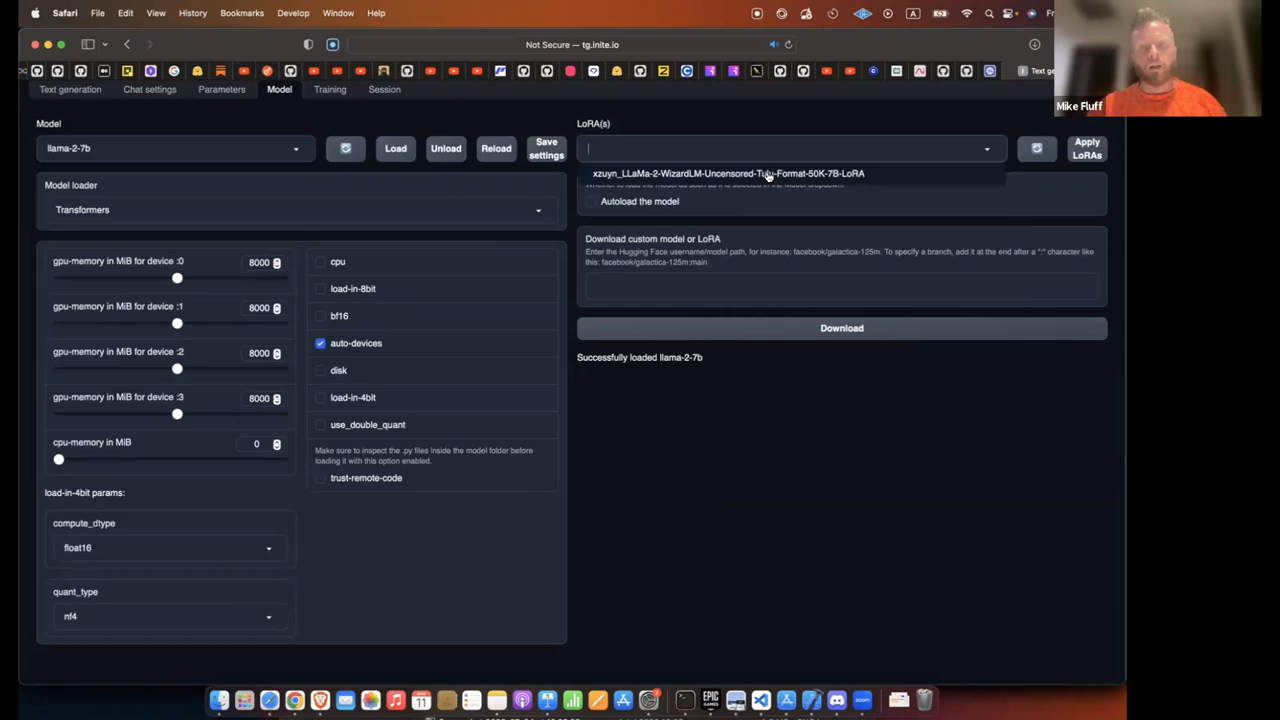 Safari File Edit View History Bookmarks Develop Window Help
A
Not Secure — tg.inite.io
Mike Fluff
Text generation Chat settings Parameters Model Training Session
Model
llama-2-7b
Load Unload Reload Save settings
Model loader
Transformers
gpu-memory in MiB for device :0 8000
gpu-memory in MiB for device :1 8000
gpu-memory in MiB for device :2 8000
gpu-memory in MiB for device :3 8000
cpu-memory in MiB 0
load-in-4bit params:
compute_dtype
float16
quant_type
nf4
cpu
load-in-8bit
bf16
auto-devices
disk
load-in-4bit
use_double_quant
Make sure to inspect the .py files inside the model folder before
loading it with this option enabled.
trust-remote-code
LoRA(s)
Apply LoRAs
xzuyn_LLaMa-2-WizardLM-Uncensored-Tulu-Format-50K-7B-LoRA
Autoload the model
Download custom model or LoRA
Enter the Hugging Face username/model path, for instance: facebook/galactica-125m. To specify a branch, add it at the end after a ":" character like
this: facebook/galactica-125m:main
Download
Successfully loaded llama-2-7b
11
EPIC
GAMES
zoom